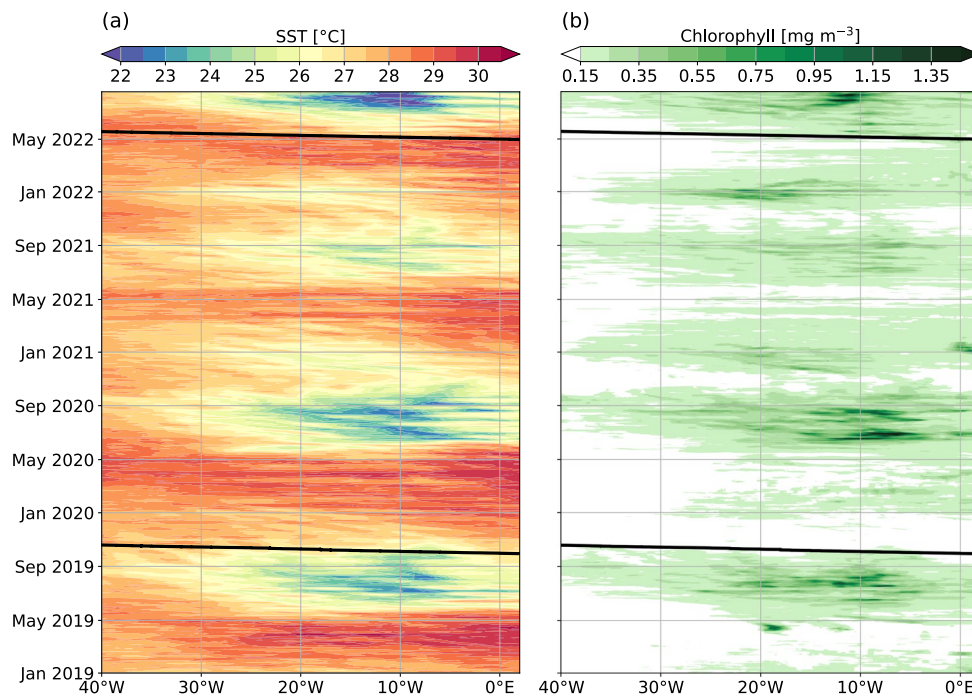 (a)
SST [°C]
22 23 24 25 26 27 28 29 30
May 2022
Jan 2022
Sep 2021
May 2021
Jan 2021
Sep 2020
May 2020
Jan 2020
Sep 2019
May 2019
Jan 2019
40°W 30°W 20°W 10°W 0°E
(b)
Chlorophyll [mg m⁻³]
0.15 0.35 0.55 0.75 0.95 1.15 1.35
40°W 30°W 20°W 10°W 0°E